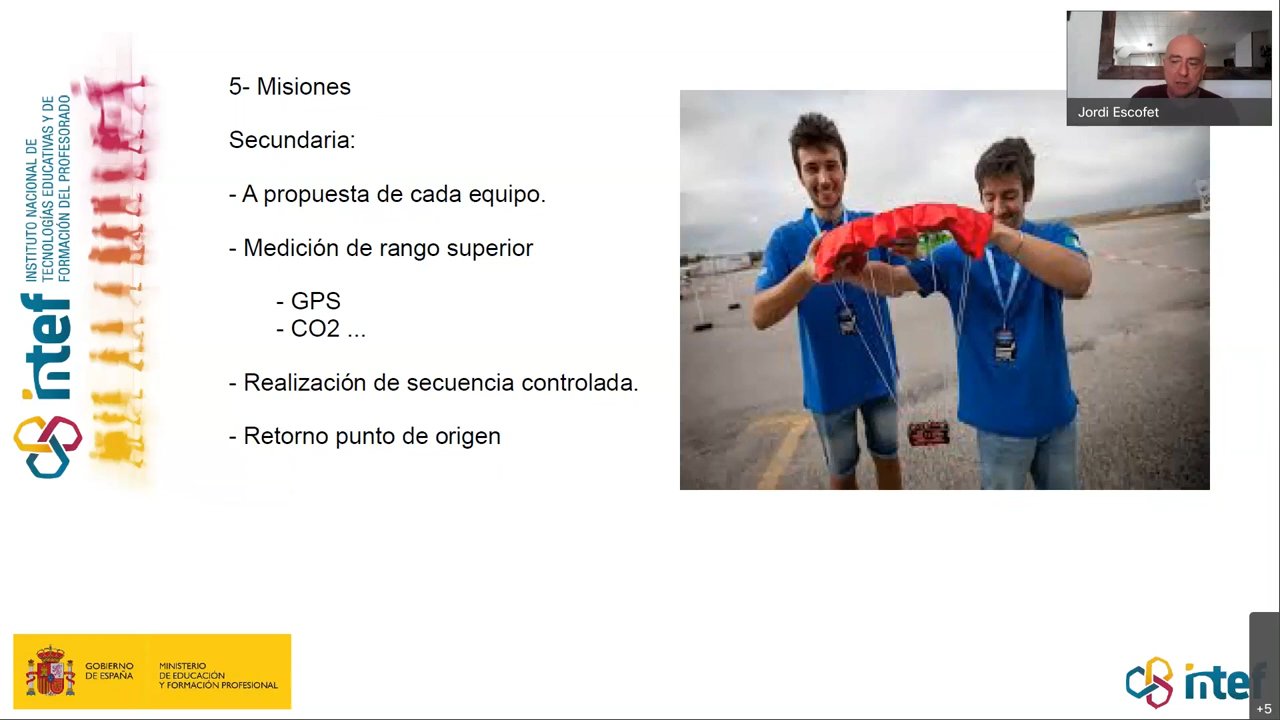 INSTITUTO NACIONAL DE
TECNOLOGÍAS EDUCATIVAS Y DE
FORMACIÓN DEL PROFESORADO
intef
5- Misiones
Secundaria:
- A propuesta de cada equipo.
- Medición de rango superior
- GPS
- CO2 ...
- Realización de secuencia controlada.
- Retorno punto de origen
Jordi Escofet
GOBIERNO
DE ESPAÑA
MINISTERIO
DE EDUCACIÓN
Y FORMACIÓN PROFESIONAL
intef
+5